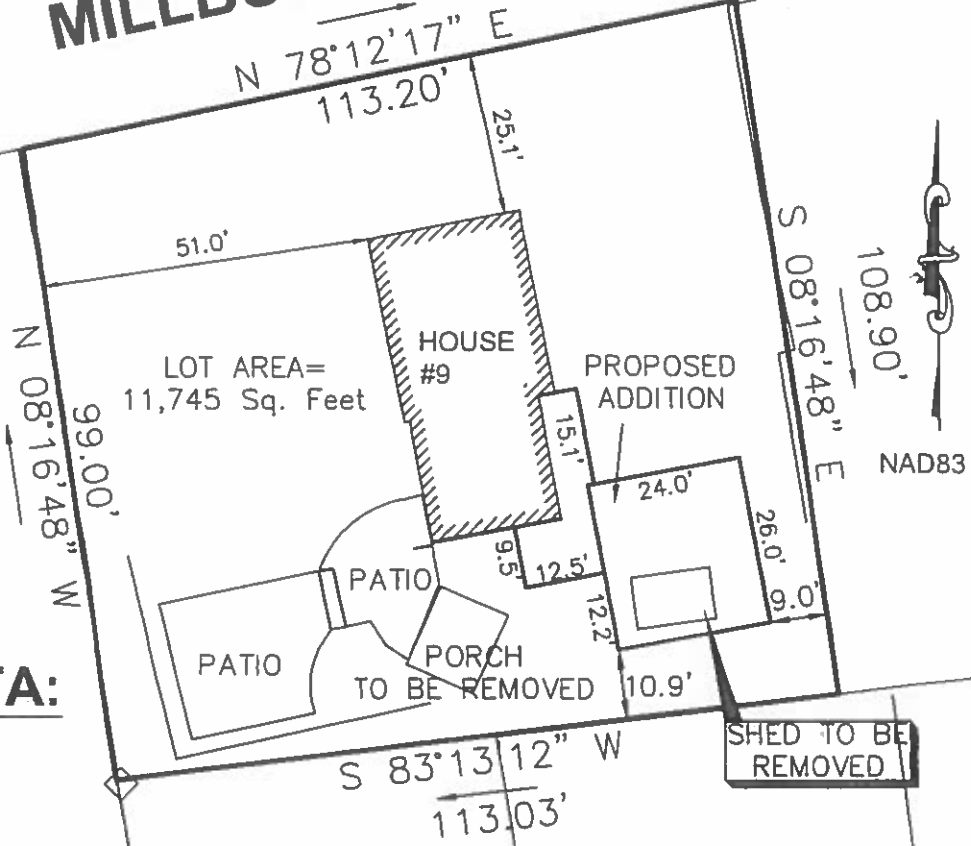 N 78°12'17" E
113.20'
25.1'
51.0'
S 08°16'48" E
108.90'
NAD83
HOUSE
#9
LOT AREA=
11,745 Sq. Feet
PROPOSED
ADDITION
15.1'
24.0'
26.0'
N 08°16'48" W
99.00'
9.5'
12.5'
12.2'
9.0'
PATIO
PATIO
PORCH
TO BE REMOVED
10.9'
SHED TO BE
REMOVED
S 83°13'12" W
113.03'